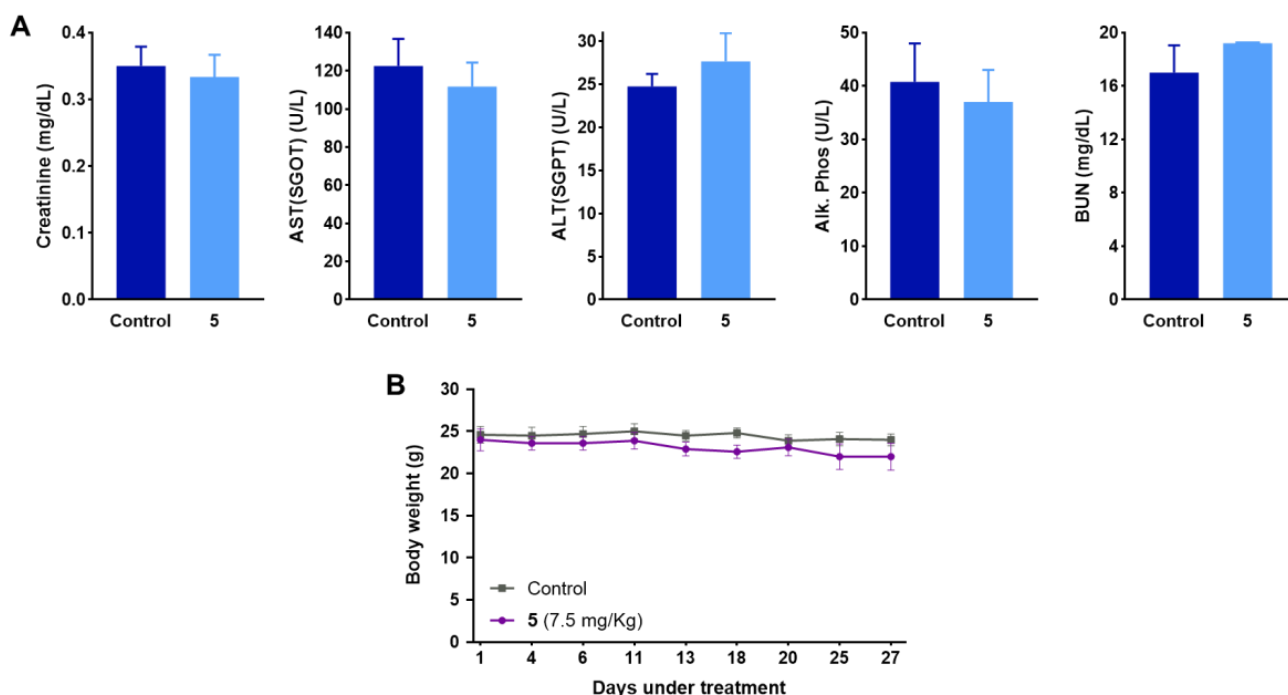 A
Creatinine (mg/dL)
0.4
0.3
0.2
0.1
0.0
Control 5
AST(SGOT) (U/L)
140
120
100
80
60
40
20
0
Control 5
ALT(SGPT) (U/L)
30
25
20
15
10
5
0
Control 5
Alk. Phos (U/L)
50
40
30
20
10
0
Control 5
BUN (mg/dL)
20
16
12
8
4
0
Control 5
B
Body weight (g)
30
25
20
15
10
5
0
Control
5 (7.5 mg/Kg)
1 4 6 11 13 18 20 25 27
Days under treatment